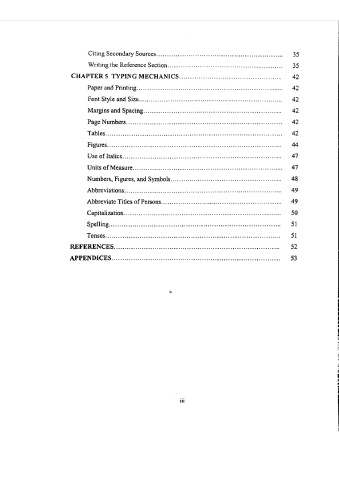 Citing Secondary Sources 35
Writing the Reference Section 35
CHAPTER 5 TYPING MECHANICS 42
Paper and Printing 42
Font Style and Size 42
Margins and Spacing 42
Page Numbers 42
Tables 42
Figures 44
Use of Italics 47
Units of Measure 47
Numbers, Figures, and Symbols 48
Abbreviations 49
Abbreviate Titles of Persons 49
Capitalization 50
Spelling 51
Tenses 51
REFERENCES 52
APPENDICES 53
iii